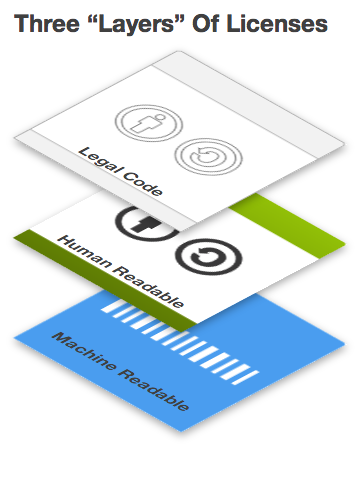 Three “Layers” Of Licenses
Legal Code
Human Readable
Machine Readable